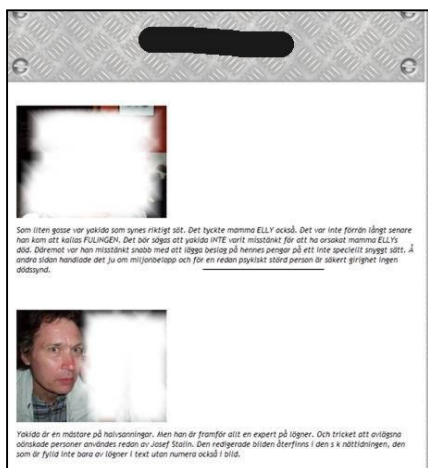 Som liten gosse var yakida som synes riktigt söt. Det tyckte mamma ELLY också. Det var inte förrän långt senare
han kom att kallas FULINGEN. Det bör sägas att yakida INTE varit misstänkt för att ha orsakat mamma ELLYs
död. Däremot var han misstänkt snabb med att lägga beslag på hennes pengar på ett inte speciellt snyggt sätt. Å
andra sidan handlade det ju om miljonbelopp och för en redan psykiskt störd person är säkert girighet ingen
dödssynd.
Yakida är en mästare på halvsanningar. Men han är framför allt en expert på lögner. Och tricket att avlägsna
oönskade personer användes redan av Josef Stalin. Den redigerade bilden återfinns i den s k nättidningen, den
som är fylld inte bara av lögner i text utan numera också i bild.